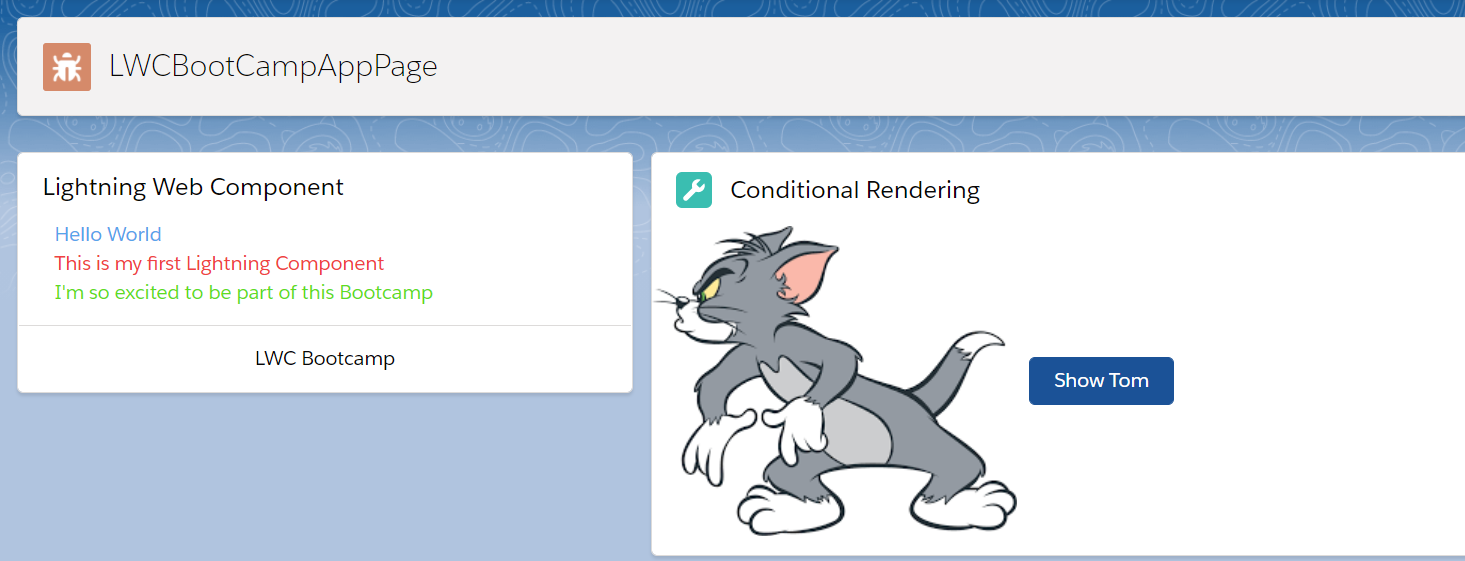 LWCBootCampAppPage
Lightning Web Component
Hello World
This is my first Lightning Component
I'm so excited to be part of this Bootcamp
LWC Bootcamp
Conditional Rendering
Show Tom